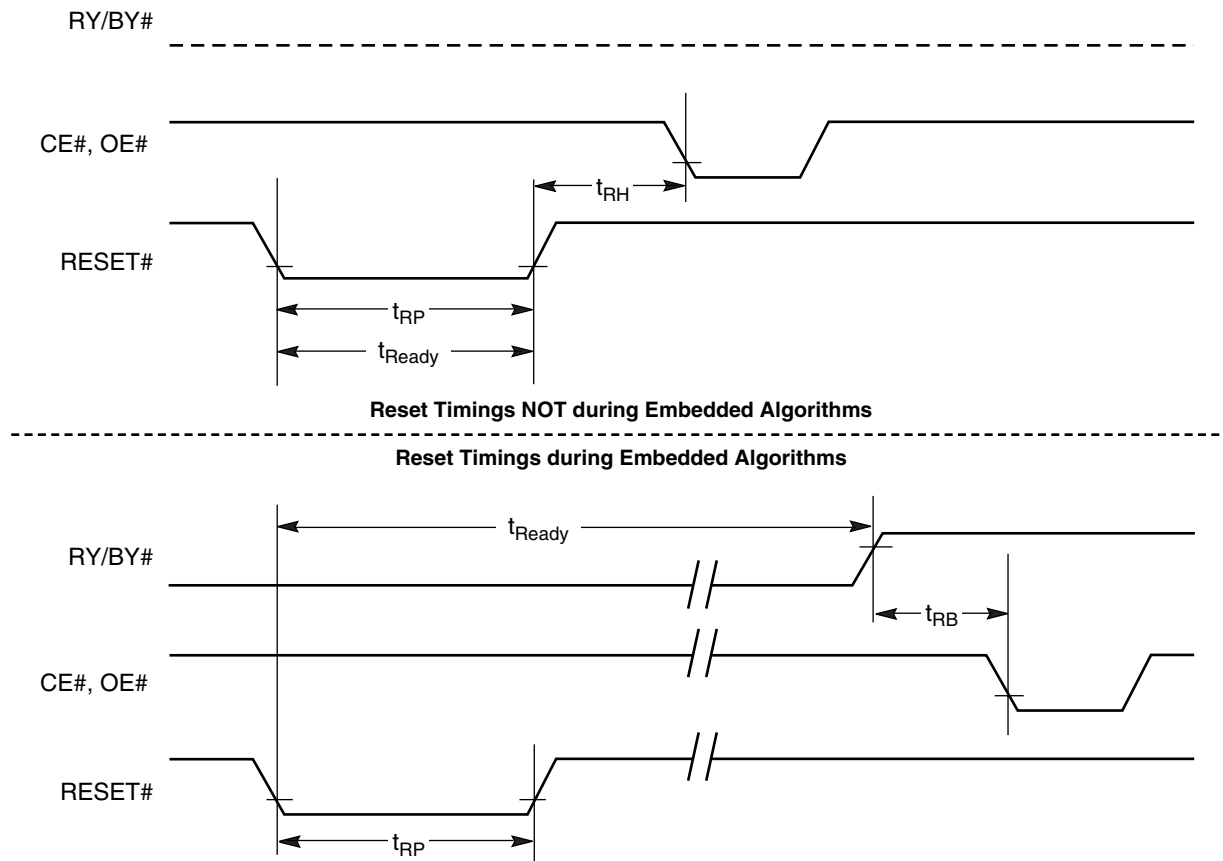 RY/BY#
CE#, OE#
tRH
RESET#
tRP
tReady
Reset Timings NOT during Embedded Algorithms
Reset Timings during Embedded Algorithms
tReady
RY/BY#
tRB
CE#, OE#
RESET#
tRP